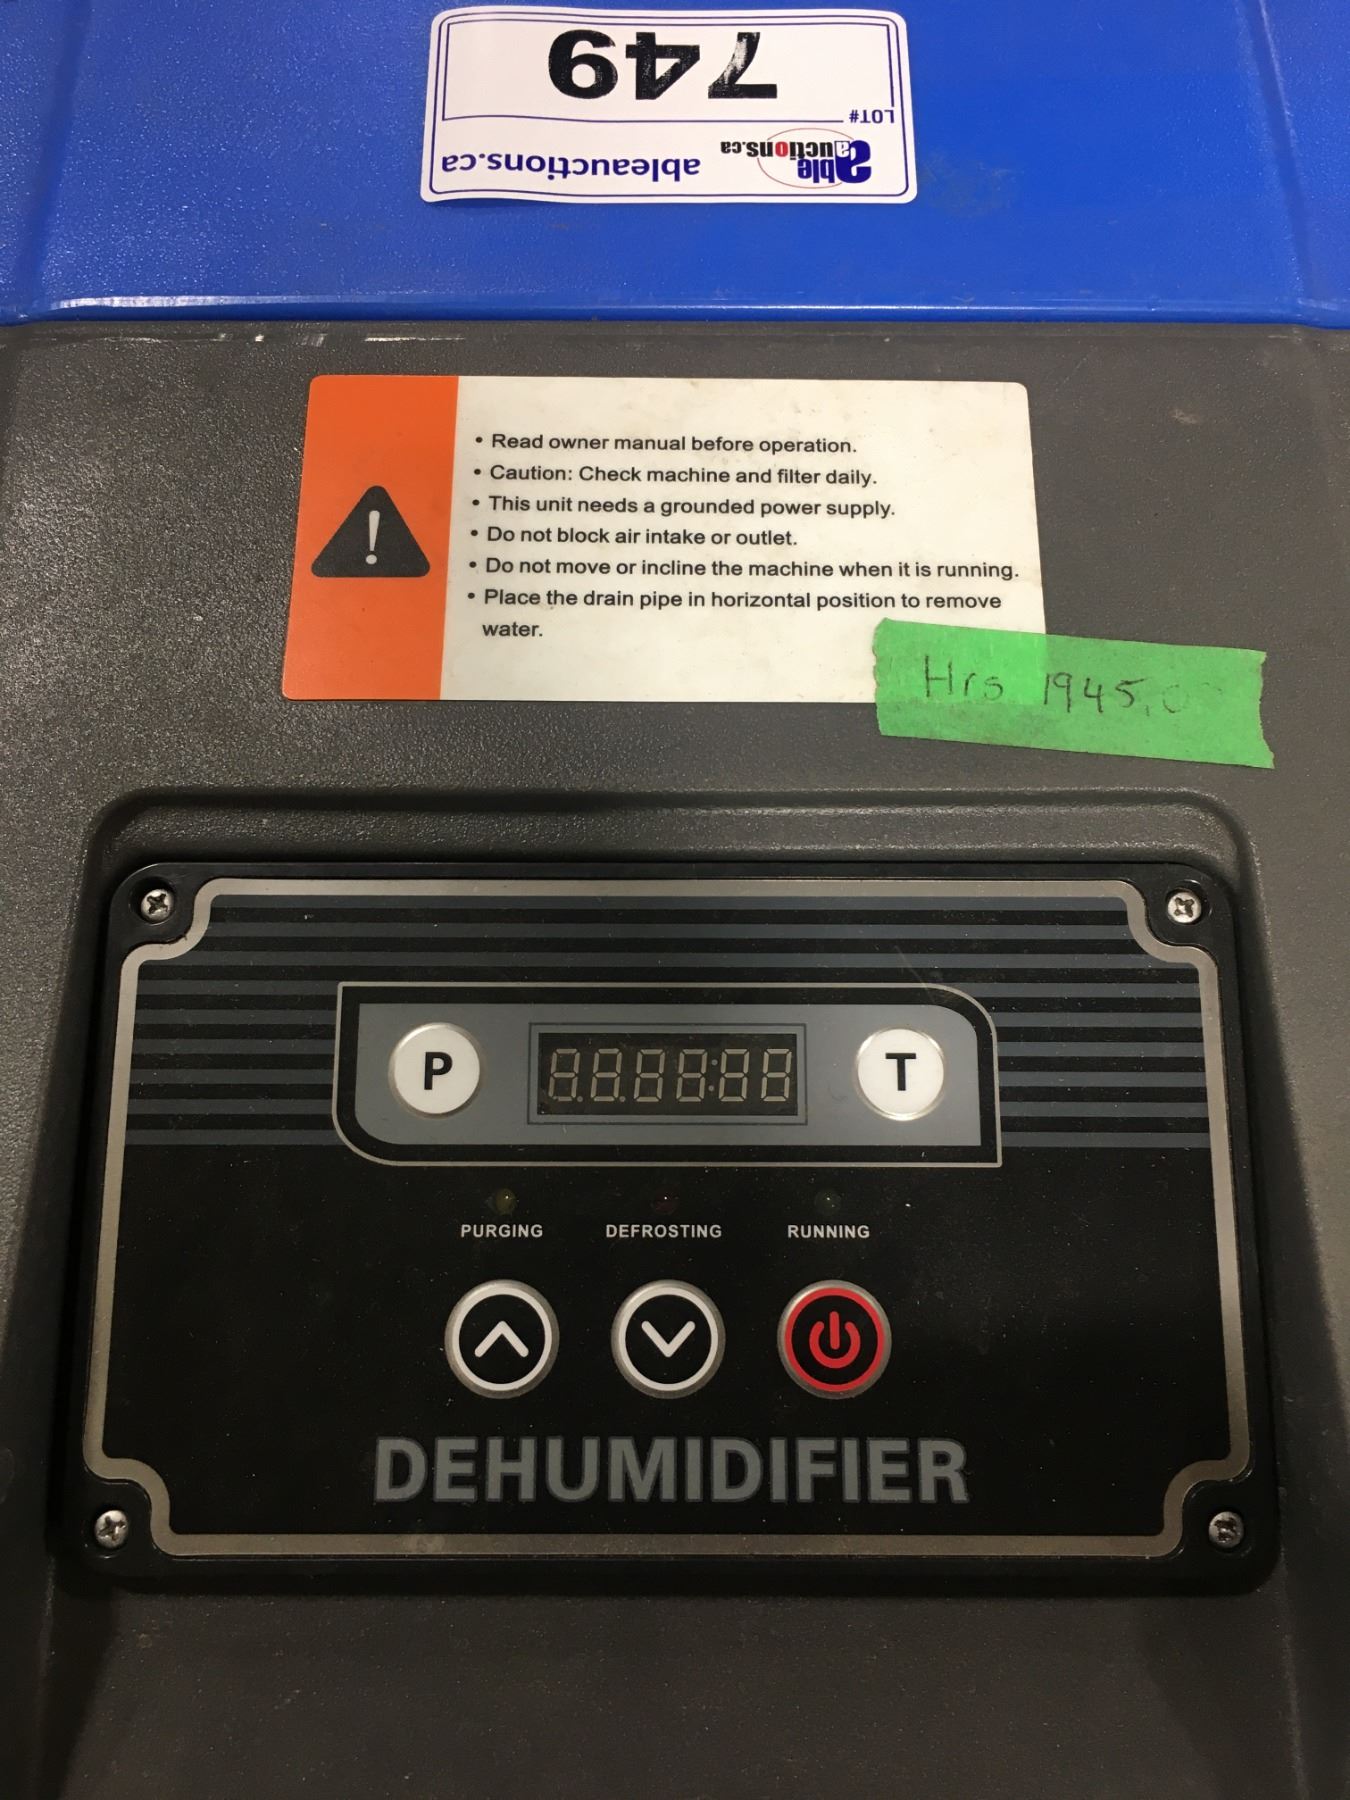 749
LOT#
able auctions.ca
ableauctions.ca
• Read owner manual before operation.
• Caution: Check machine and filter daily.
• This unit needs a grounded power supply.
• Do not block air intake or outlet.
• Do not move or incline the machine when it is running.
• Place the drain pipe in horizontal position to remove
water.
Hrs 1945.0
P
T
PURGING DEFROSTING RUNNING
DEHUMIDIFIER